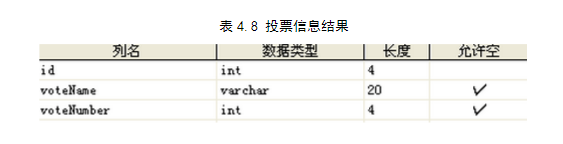 表 4.8 投票信息结果
列名 数据类型 长度 允许空
id int 4
voteName varchar 20 ✓
voteNumber int 4 ✓